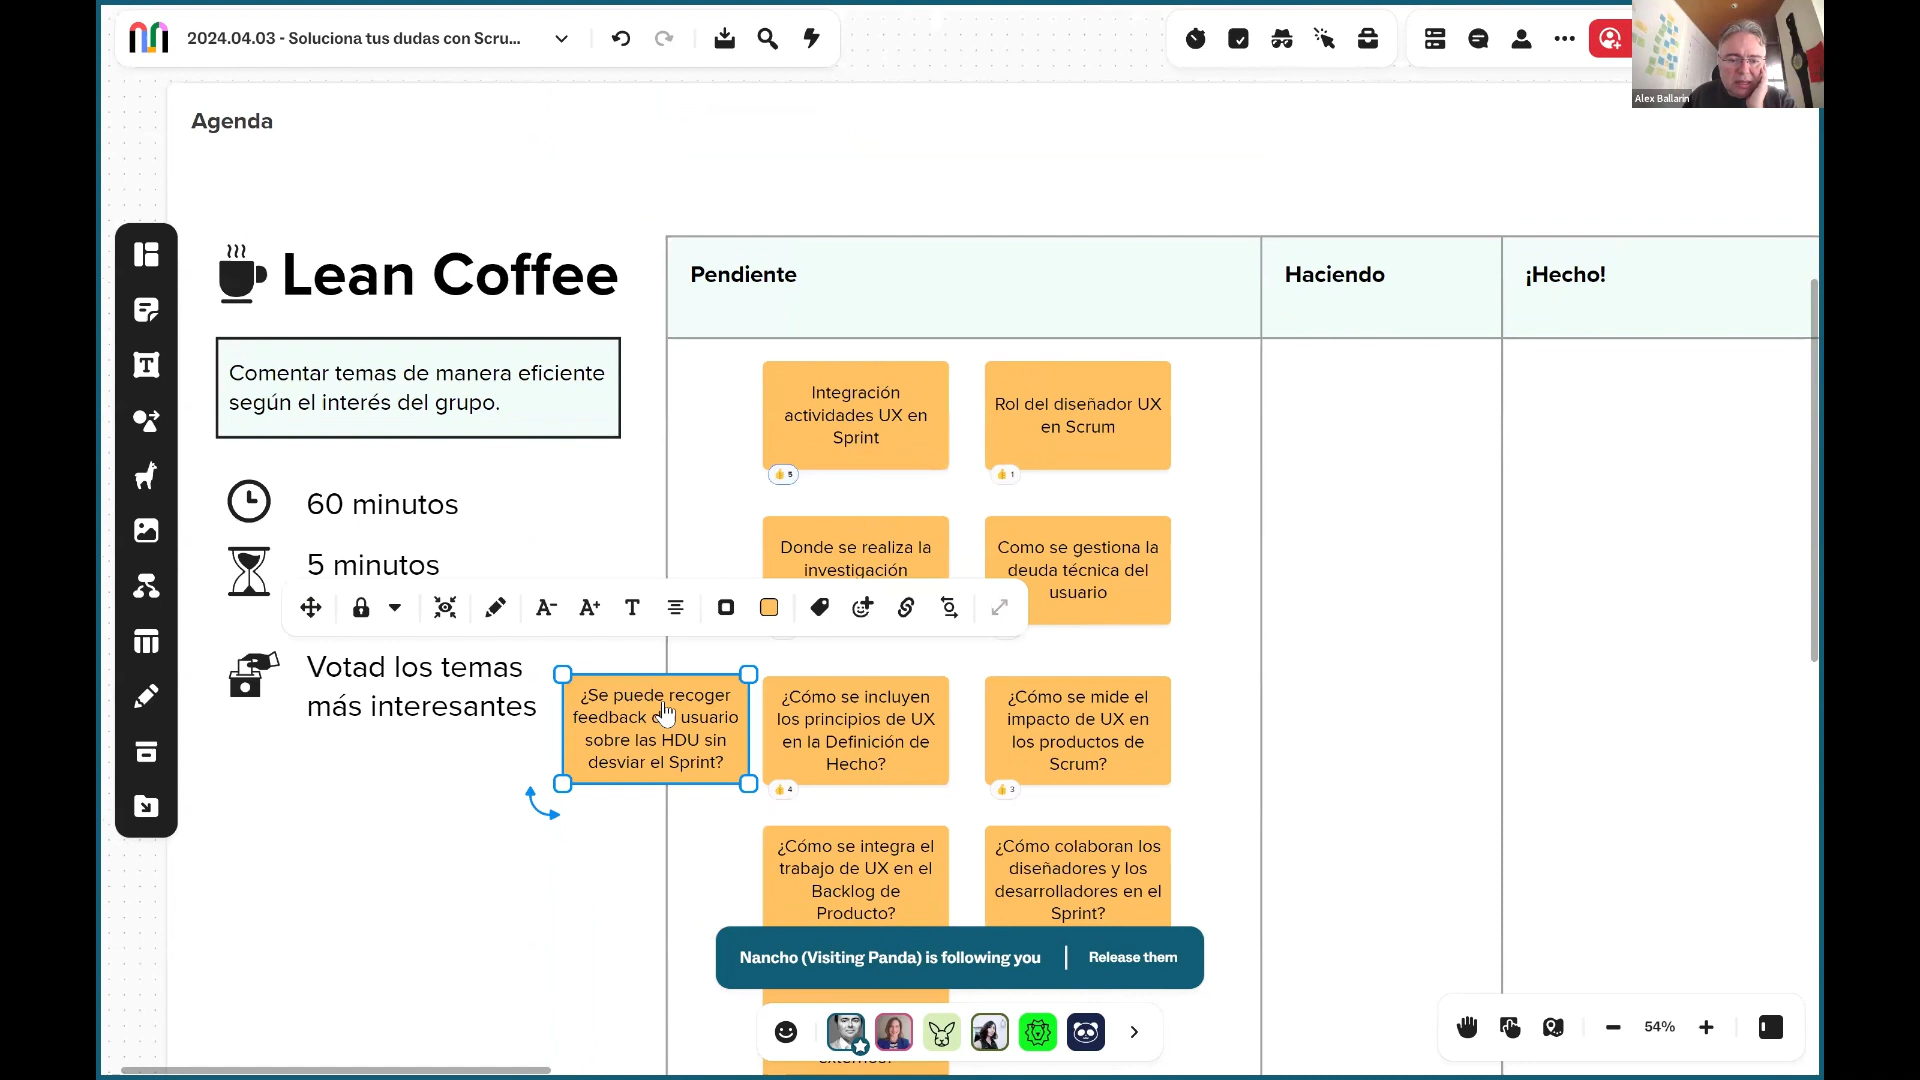 2024.04.03 - Soluciona tus dudas con Scru...
Alex Ballarin
Agenda
Lean Coffee
Comentar temas de manera eficiente
según el interés del grupo.
60 minutos
5 minutos
Votad los temas
más interesantes
Pendiente
Haciendo
¡Hecho!
Integración
actividades UX en
Sprint
5
Rol del diseñador UX
en Scrum
1
Donde se realiza la
investigación
Como se gestiona la
deuda técnica del
usuario
A-
A+
T
¿Se puede recoger
feedback usuario
sobre las HDU sin
desviar el Sprint?
¿Cómo se incluyen
los principios de UX
en la Definición de
Hecho?
4
¿Cómo se mide el
impacto de UX en
los productos de
Scrum?
3
¿Cómo se integra el
trabajo de UX en el
Backlog de
Producto?
¿Cómo colaboran los
diseñadores y los
desarrolladores en el
Sprint?
Nancho (Visiting Panda) is following you
Release them
54%